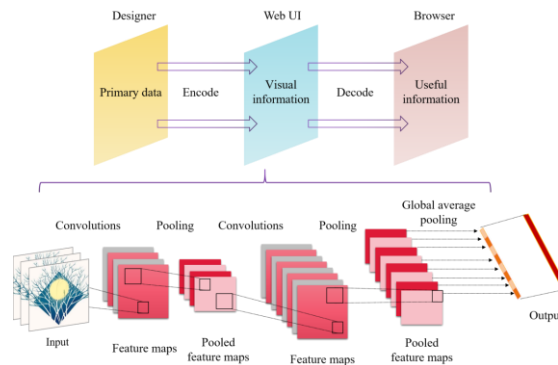 Designer
Web UI
Browser
Primary data
Encode
Visual
information
Decode
Useful
information
Convolutions
Pooling
Convolutions
Pooling
Global average
pooling
Input
Feature maps
Pooled
feature maps
Feature maps
Pooled
feature maps
Output